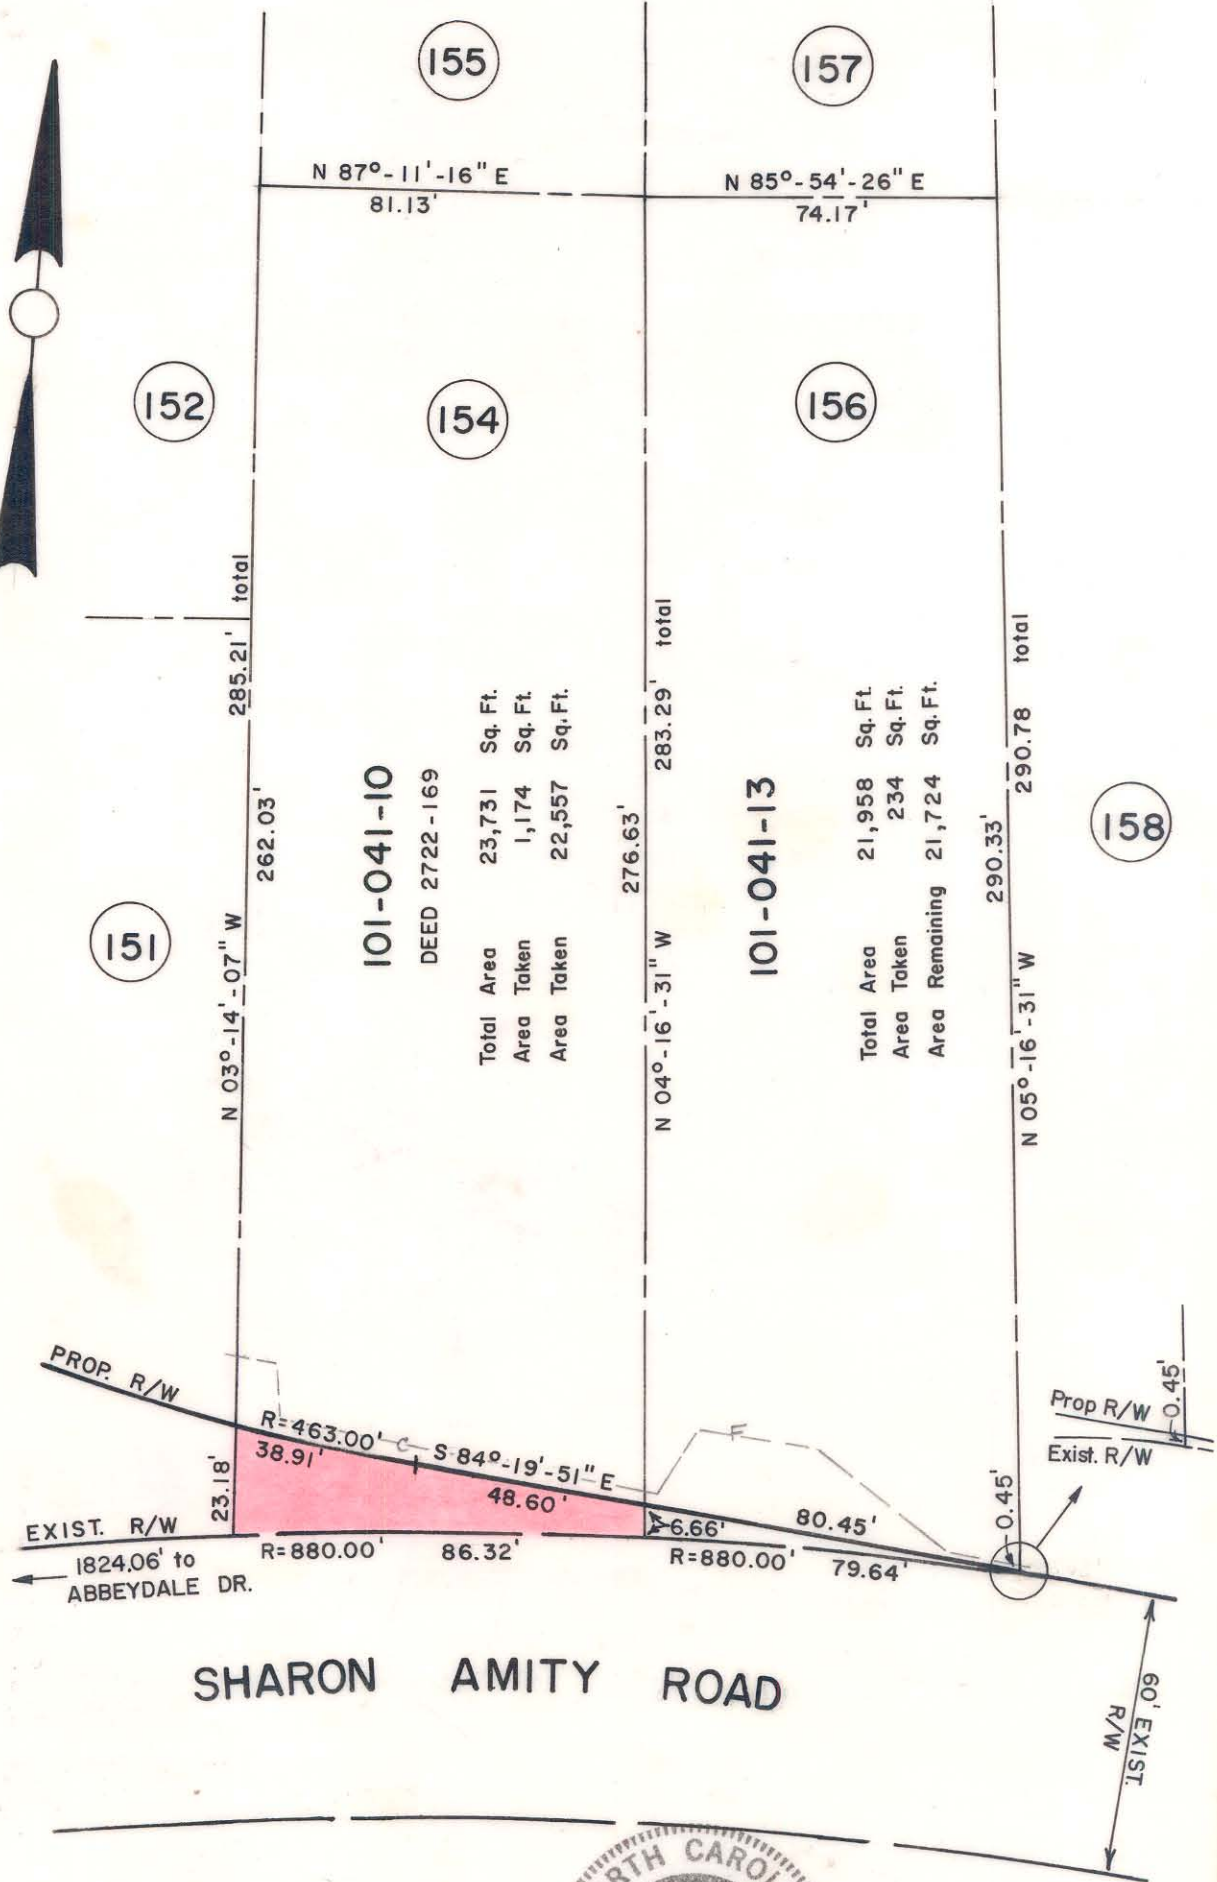 155
157
N 87°-11'-16" E
81.13'
N 85°-54'-26" E
74.17'
152
154
156
285.21' total
262.03'
N 03°-14'-07" W
101-041-10
DEED 2722-169
Total Area 23,731 Sq. Ft.
Area Taken 1,174 Sq. Ft.
Area Taken 22,557 Sq. Ft.
283.29' total
276.63'
N 04°-16'-31" W
101-041-13
Total Area 21,958 Sq. Ft.
Area Taken 234 Sq. Ft.
Area Remaining 21,724 Sq. Ft.
290.78 total
290.33'
N 05°-16'-31" W
151
158
PROP. R/W
R=463.00'
38.91'
C
S 84°-19'-51" E
48.60'
F
23.18'
6.66'
80.45'
0.45'
Prop R/W
Exist. R/W
0.45'
EXIST. R/W
1824.06' to
ABBEYDALE DR.
R=880.00' 86.32'
R=880.00' 79.64'
SHARON AMITY ROAD
60' EXIST.
R/W
RTH CARO